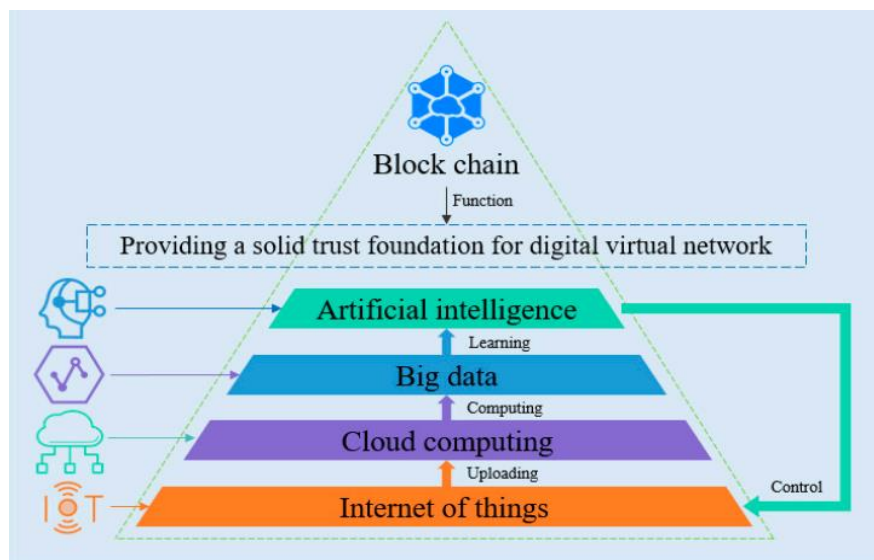 Block chain
Function
Providing a solid trust foundation for digital virtual network
Artificial intelligence
Learning
Big data
Computing
Cloud computing
Uploading
Control
IOT
Internet of things